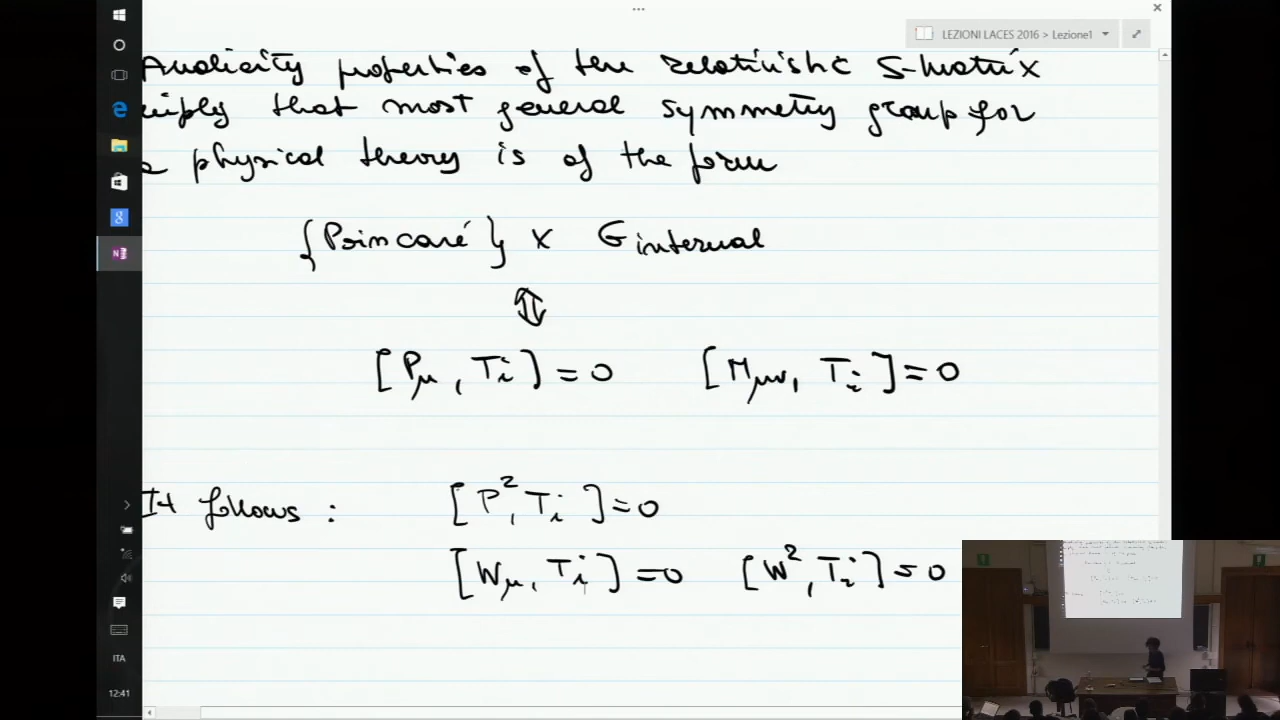 LEZIONI LACES 2016 > Lezione1
Analicity properties of the relativistic S-matrix
imply that most general symmetry group for
a physical theory is of the form
{Poincaré} x G internal
⇕
[Pμ, Ti] = 0 [Mμν, Ti] = 0
It follows : [P², Ti] = 0
[Wμ, Ti] = 0 [W², Ti] = 0
ITA
12:41